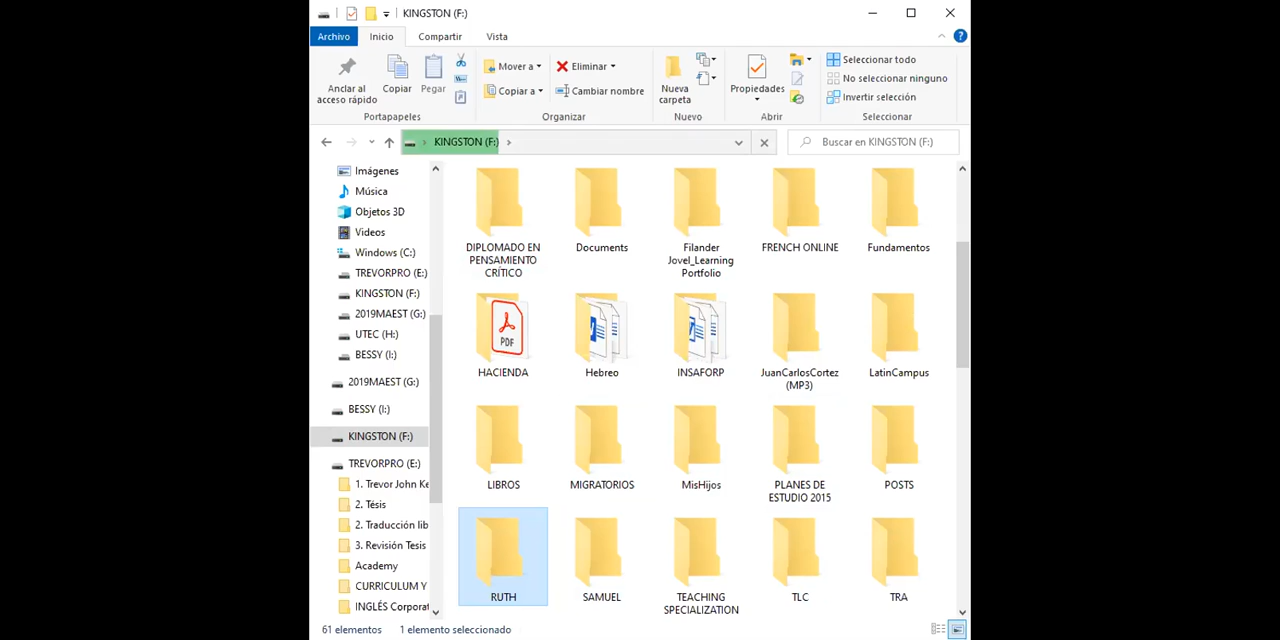 KINGSTON (F:)
Archivo
Inicio
Compartir
Vista
Anclar al
acceso rápido
Copiar
Pegar
Portapapeles
Mover a
Copiar a
Eliminar
Cambiar nombre
Organizar
Nueva
carpeta
Nuevo
Propiedades
Abrir
Seleccionar todo
No seleccionar ninguno
Invertir selección
Seleccionar
KINGSTON (F:)
Buscar en KINGSTON (F:)
Imágenes
Música
Objetos 3D
Videos
Windows (C:)
TREVORPRO (E:)
KINGSTON (F:)
2019MAEST (G:)
UTEC (H:)
BESSY (I:)
2019MAEST (G:)
BESSY (I:)
KINGSTON (F:)
TREVORPRO (E:)
1. Trevor John Ke
2. Tésis
2. Traducción lib
3. Revisión Tesis
Academy
CURRICULUM Y
INGLÉS Corporat
DIPLOMADO EN
PENSAMIENTO
CRÍTICO
Documents
Filander
Jovel_Learning
Portfolio
FRENCH ONLINE
Fundamentos
PDF
HACIENDA
Hebreo
INSAFORP
JuanCarlosCortez
(MP3)
LatinCampus
LIBROS
MIGRATORIOS
MisHijos
PLANES DE
ESTUDIO 2015
POSTS
RUTH
SAMUEL
TEACHING
SPECIALIZATION
TLC
TRA
61 elementos
1 elemento seleccionado